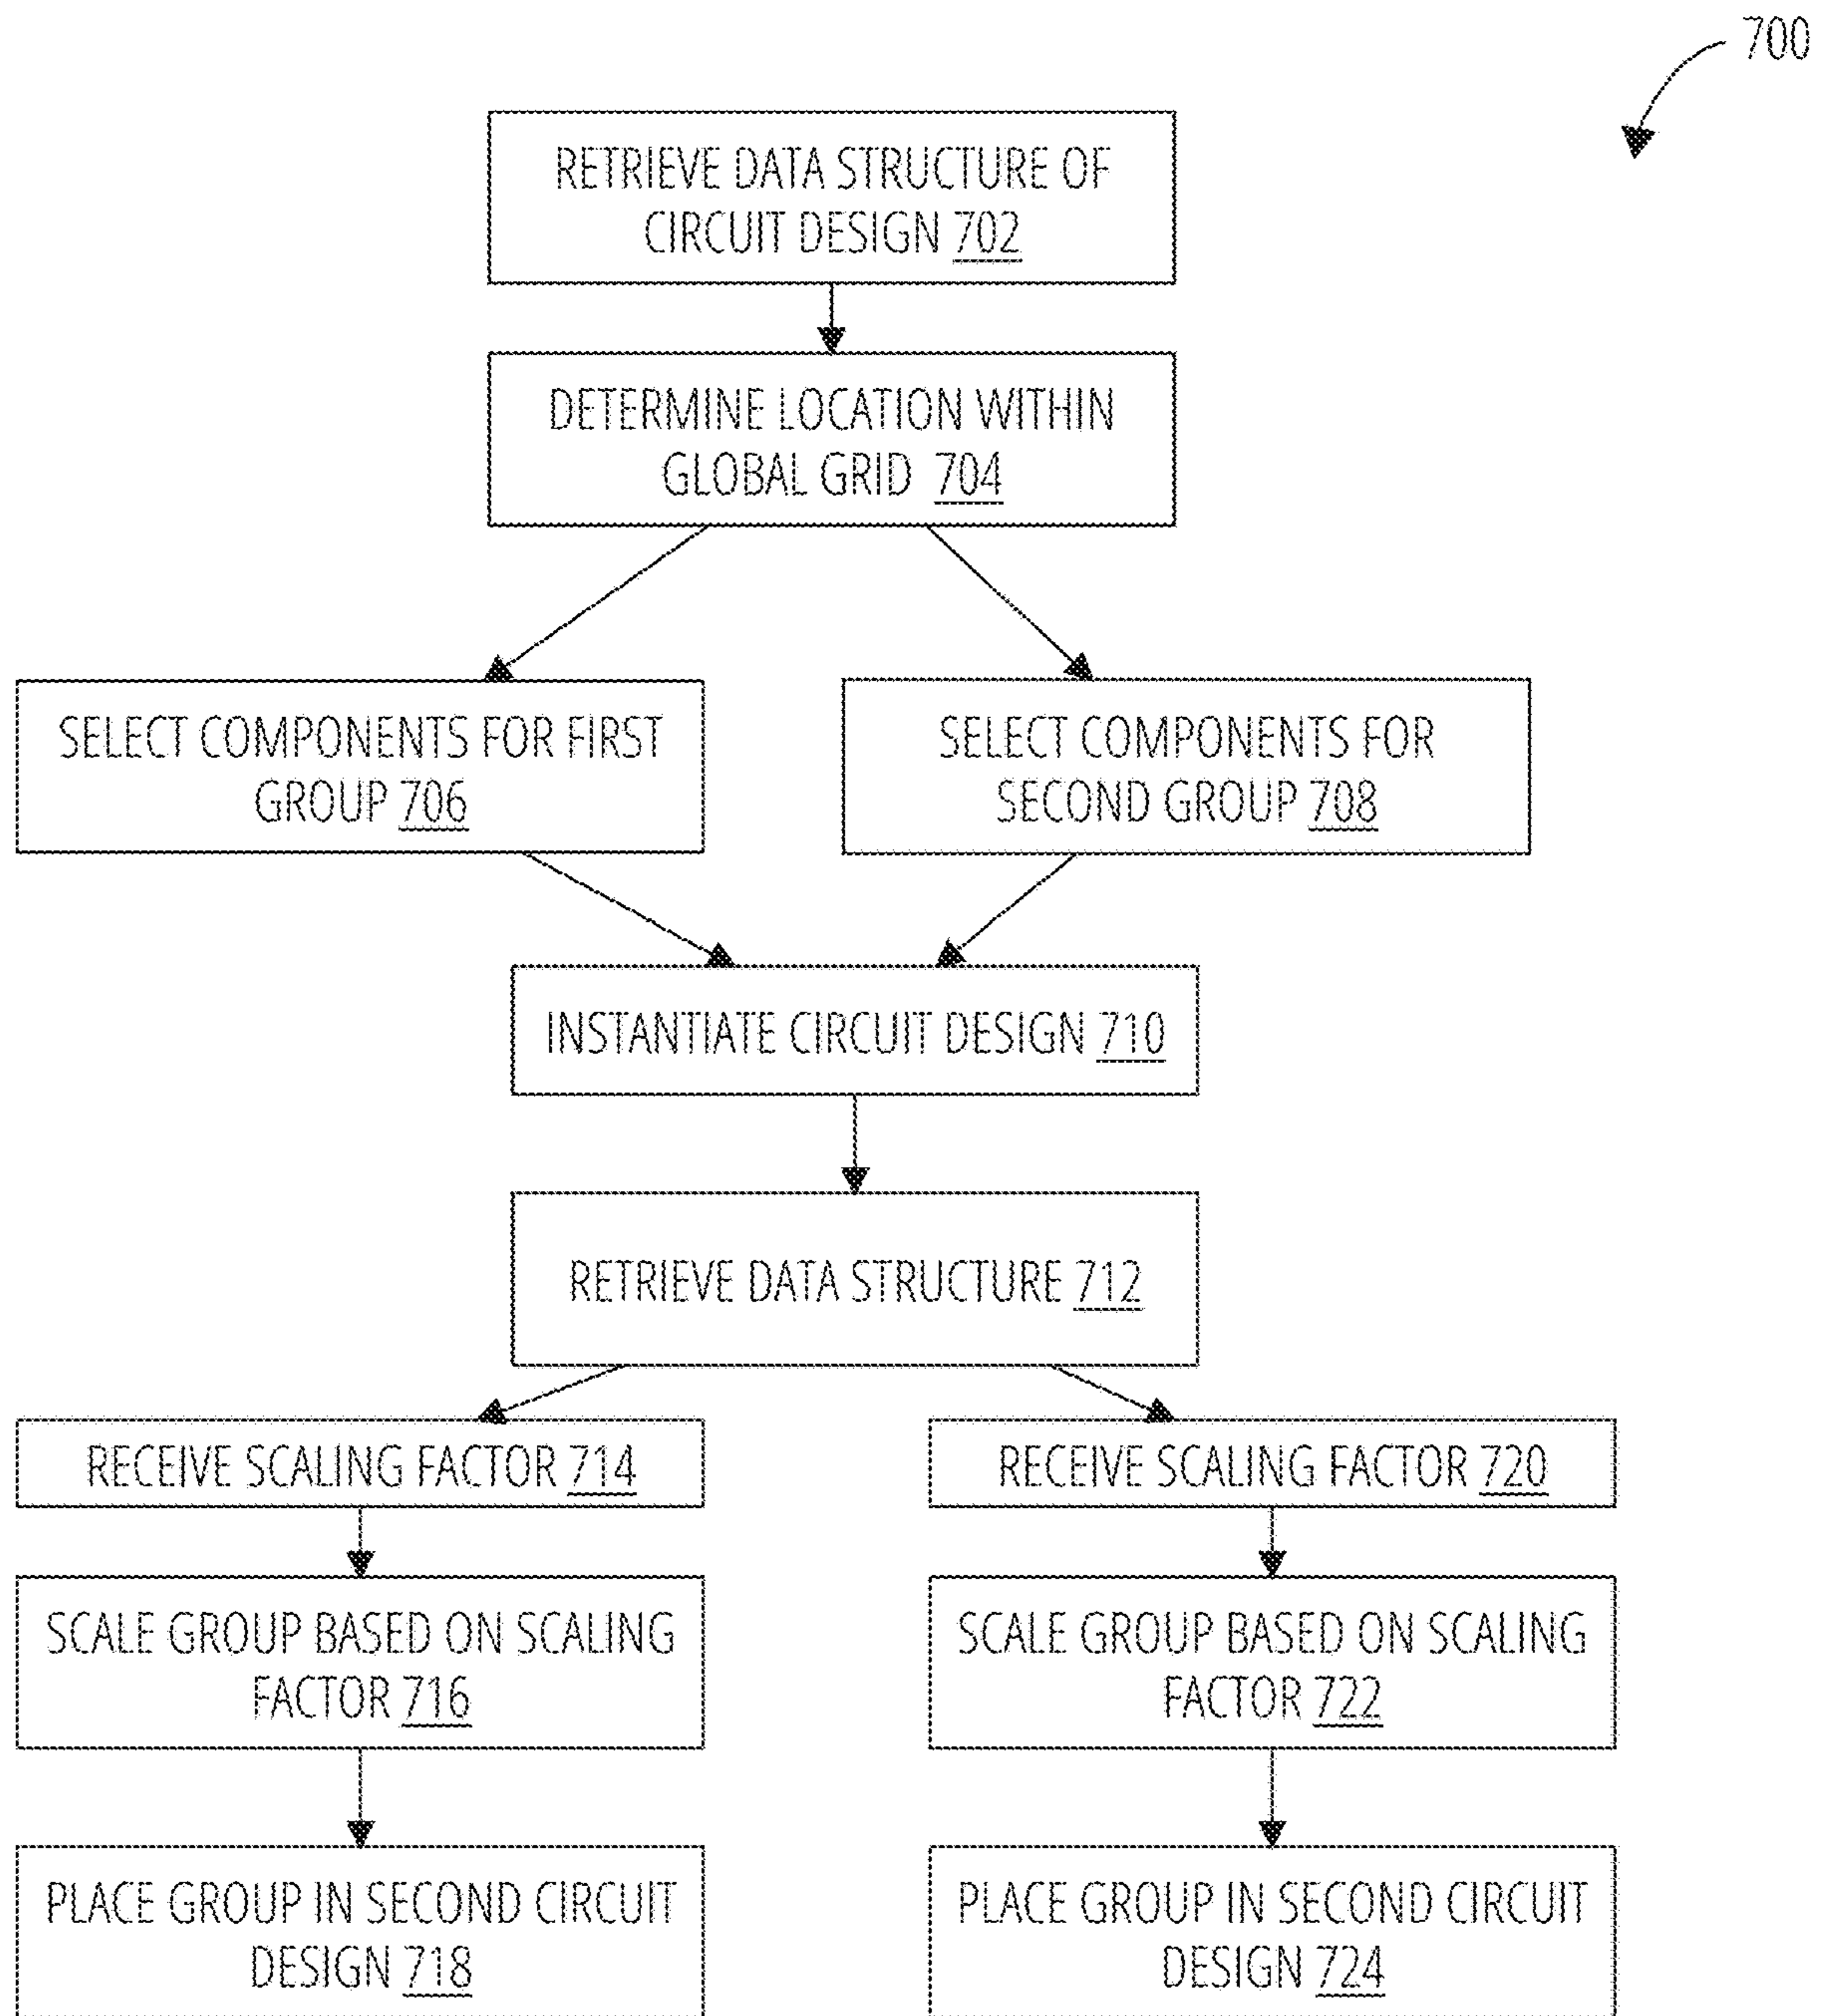 700
RETRIEVE DATA STRUCTURE OF
CIRCUIT DESIGN 702
DETERMINE LOCATION WITHIN
GLOBAL GRID 704
SELECT COMPONENTS FOR FIRST
GROUP 706
SELECT COMPONENTS FOR
SECOND GROUP 708
INSTANTIATE CIRCUIT DESIGN 710
RETRIEVE DATA STRUCTURE 712
RECEIVE SCALING FACTOR 714
RECEIVE SCALING FACTOR 720
SCALE GROUP BASED ON SCALING
FACTOR 716
SCALE GROUP BASED ON SCALING
FACTOR 722
PLACE GROUP IN SECOND CIRCUIT
DESIGN 718
PLACE GROUP IN SECOND CIRCUIT
DESIGN 724